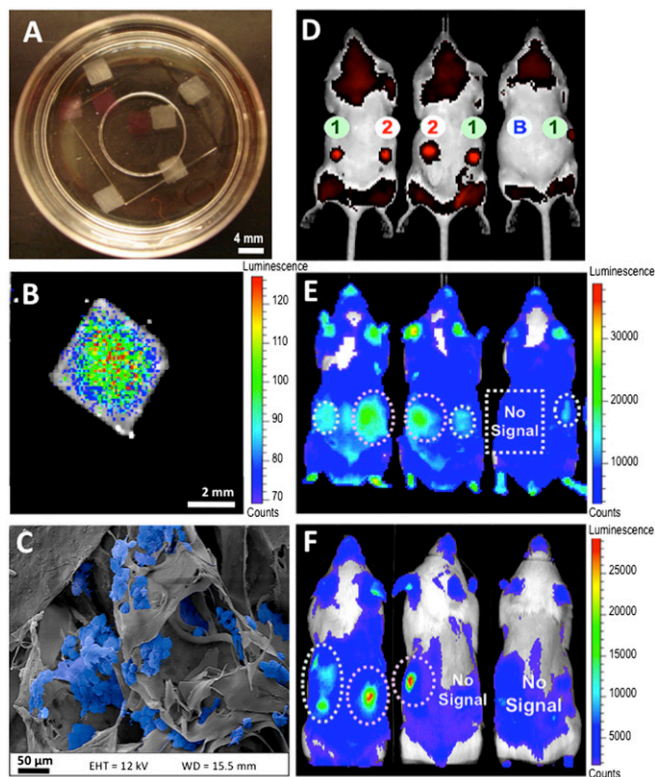 A
4 mm
D
1
2
2
1
B
1
B
Luminescence
120
110
100
90
80
70
Counts
2 mm
E
No
Signal
Luminescence
30000
20000
10000
Counts
C
50 µm EHT = 12 kV WD = 15.5 mm
F
No
Signal
No
Signal
Luminescence
25000
20000
15000
10000
5000
Counts